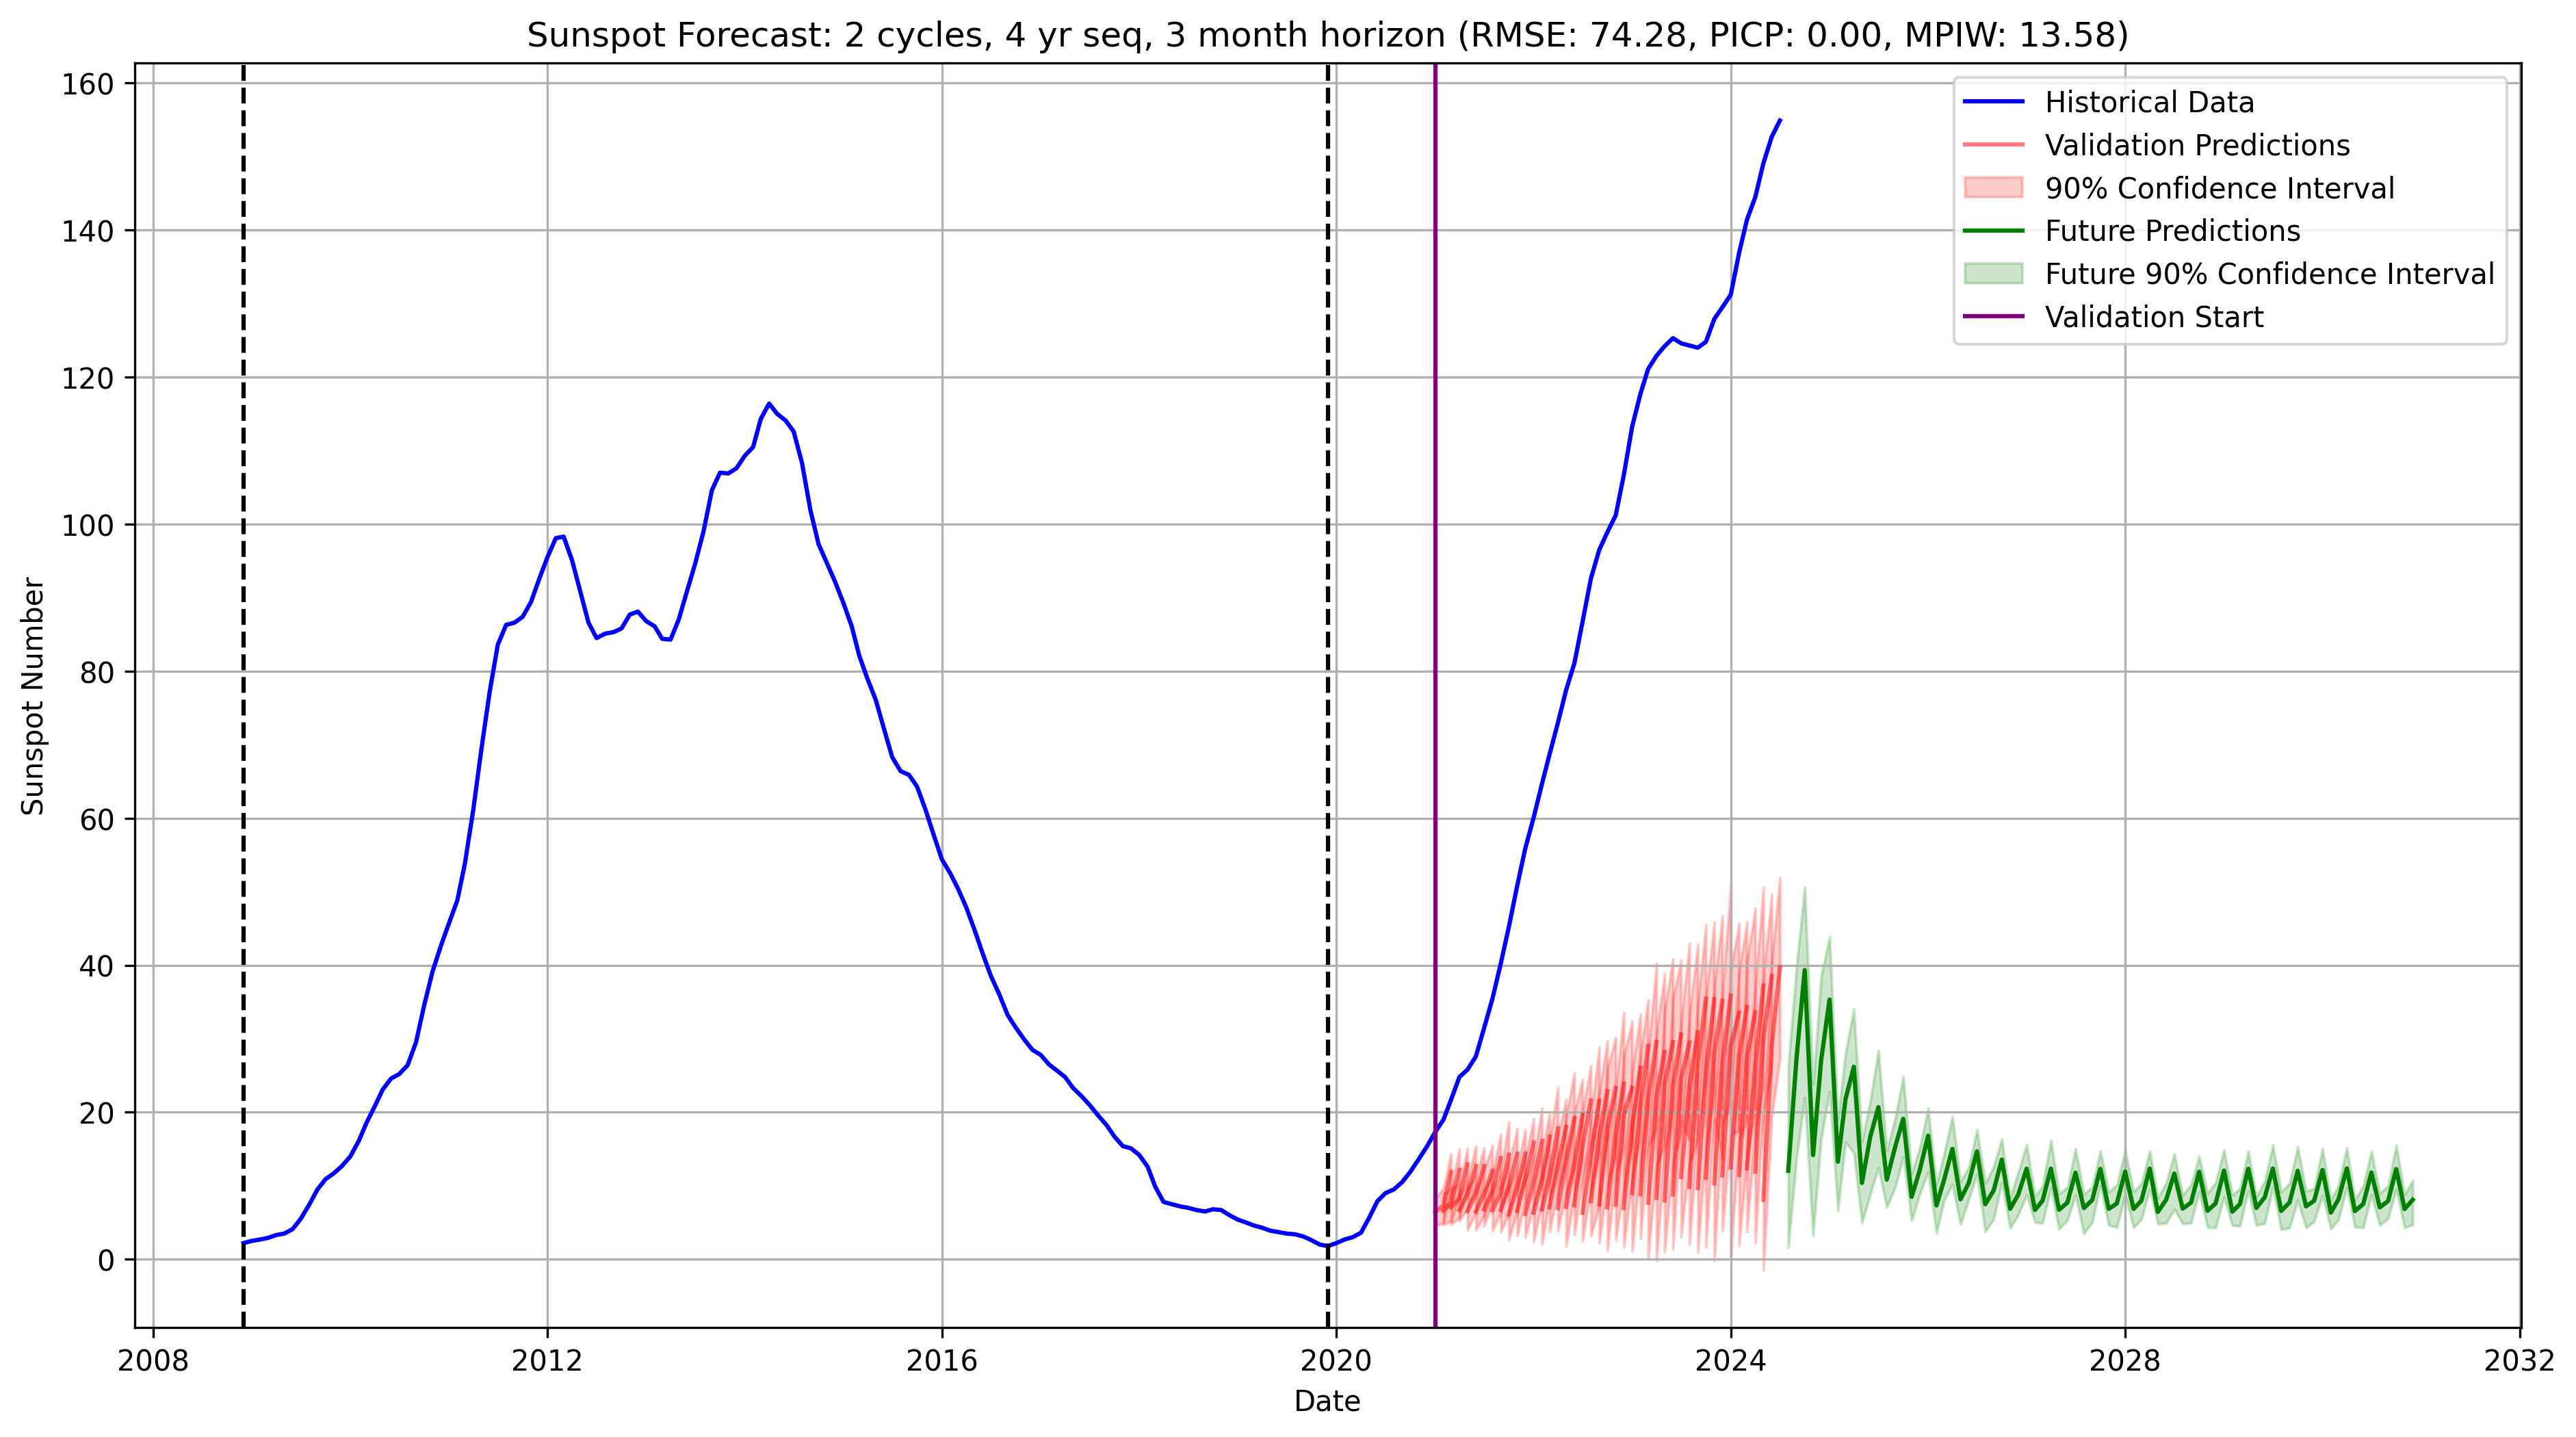 Sunspot Forecast: 2 cycles, 4 yr seq, 3 month horizon (RMSE: 74.28, PICP: 0.00, MPIW: 13.58)
Historical Data
Validation Predictions
90% Confidence Interval
Future Predictions
Future 90% Confidence Interval
Validation Start
Sunspot Number
160
140
120
100
80
60
40
20
0
2008 2012 2016 2020 2024 2028 2032
Date